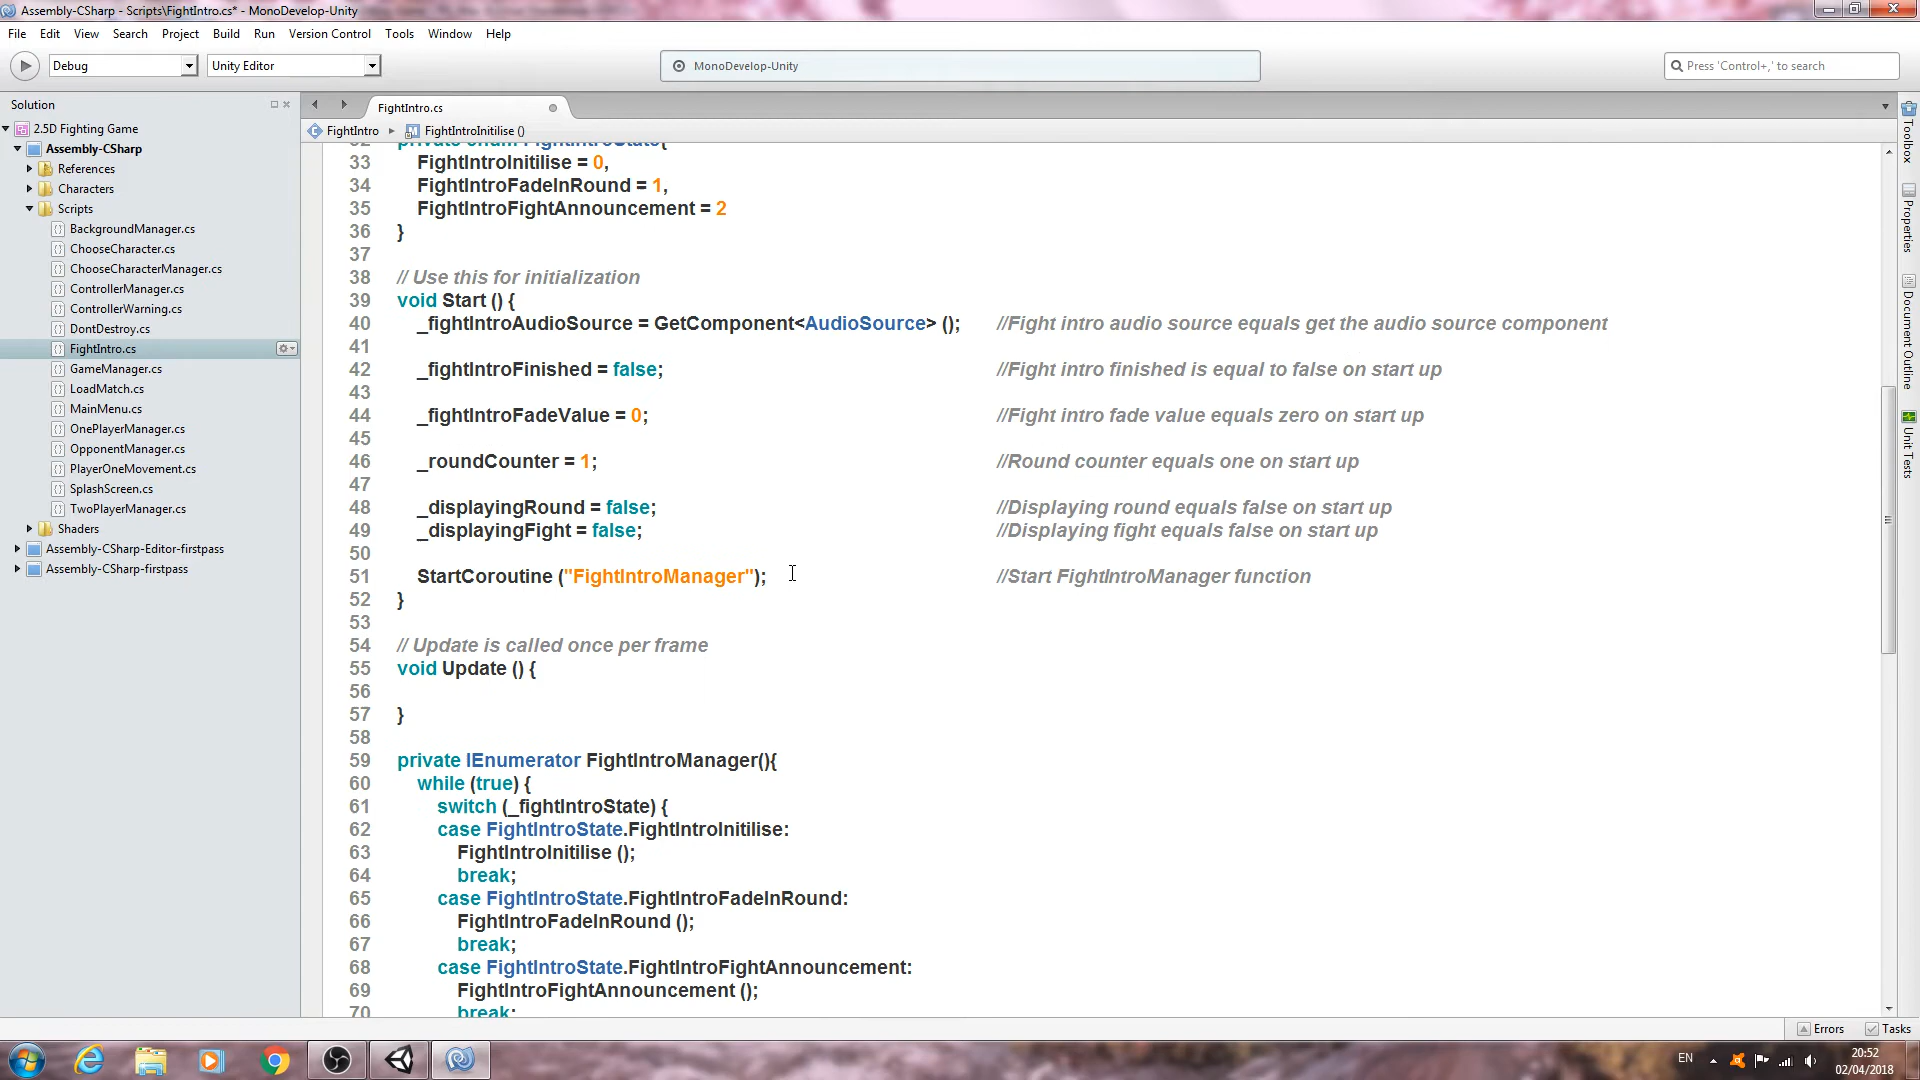 Assembly-CSharp - Scripts\FightIntro.cs* - MonoDevelop-Unity
File Edit View Search Project Build Run Version Control Tools Window Help
Debug Unity Editor MonoDevelop-Unity Press 'Control+,' to search
Solution
2.5D Fighting Game
Assembly-CSharp
References
Characters
Scripts
BackgroundManager.cs
ChooseCharacter.cs
ChooseCharacterManager.cs
ControllerManager.cs
ControllerWarning.cs
DontDestroy.cs
FightIntro.cs
GameManager.cs
LoadMatch.cs
MainMenu.cs
OnePlayerManager.cs
OpponentManager.cs
PlayerOneMovement.cs
SplashScreen.cs
TwoPlayerManager.cs
Shaders
Assembly-CSharp-Editor-firstpass
Assembly-CSharp-firstpass
FightIntro.cs
FightIntro FightIntroInitilise ()
32 private enum FightIntroState{
33 FightIntroInitilise = 0,
34 FightIntroFadeInRound = 1,
35 FightIntroFightAnnouncement = 2
36 }
37
38 // Use this for initialization
39 void Start () {
40 _fightIntroAudioSource = GetComponent<AudioSource> (); //Fight intro audio source equals get the audio source component
41
42 _fightIntroFinished = false; //Fight intro finished is equal to false on start up
43
44 _fightIntroFadeValue = 0; //Fight intro fade value equals zero on start up
45
46 _roundCounter = 1; //Round counter equals one on start up
47
48 _displayingRound = false; //Displaying round equals false on start up
49 _displayingFight = false; //Displaying fight equals false on start up
50
51 StartCoroutine ("FightIntroManager"); //Start FightIntroManager function
52 }
53
54 // Update is called once per frame
55 void Update () {
56
57 }
58
59 private IEnumerator FightIntroManager(){
60 while (true) {
61 switch (_fightIntroState) {
62 case FightIntroState.FightIntroInitilise:
63 FightIntroInitilise ();
64 break;
65 case FightIntroState.FightIntroFadeInRound:
66 FightIntroFadeInRound ();
67 break;
68 case FightIntroState.FightIntroFightAnnouncement:
69 FightIntroFightAnnouncement ();
70 break;
Toolbox
Properties
Document Outline
Unit Tests
Errors Tasks
EN
20:52
02/04/2018